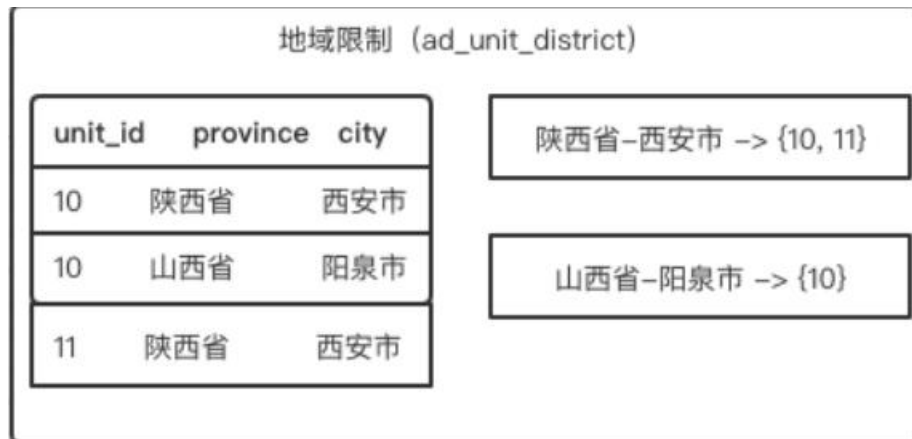 地域限制（ad_unit_district）
unit_id province city
10 陕西省 西安市
10 山西省 阳泉市
11 陕西省 西安市
陕西省-西安市 -> {10, 11}
山西省-阳泉市 -> {10}